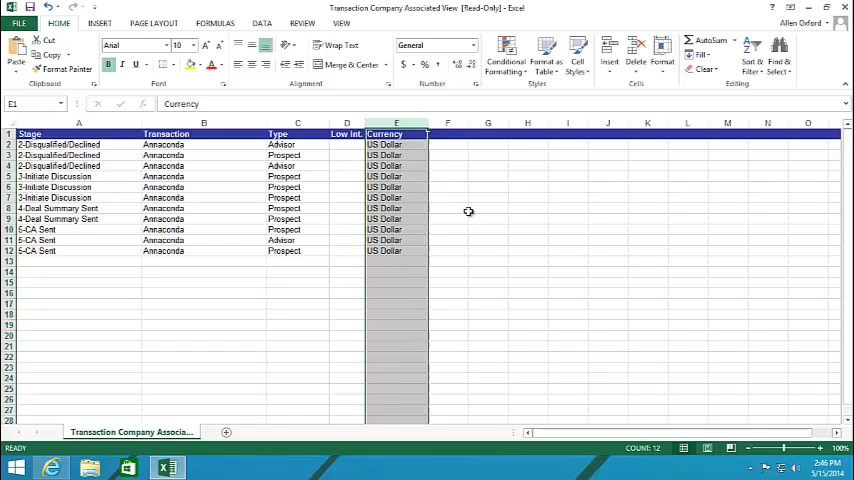 Transaction Company Associated View [Read-Only] - Excel
FILE HOME INSERT PAGE LAYOUT FORMULAS DATA REVIEW VIEW Allen Oxford
Paste
Cut
Copy
Format Painter
Clipboard
Arial 10
B I U
Font
Wrap Text
Merge & Center
Alignment
General
$ % ,
Number
Conditional Formatting
Format as Table
Cell Styles
Styles
Insert Delete Format
Cells
AutoSum
Fill
Clear
Sort & Filter
Find & Select
Editing
E1 fx Currency
A B C D E F G H I J K L M N O
1 Stage Transaction Type Low Int. Currency
2 2-Disqualified/Declined Annaconda Advisor US Dollar
3 2-Disqualified/Declined Annaconda Prospect US Dollar
4 2-Disqualified/Declined Annaconda Advisor US Dollar
5 3-Initiate Discussion Annaconda Prospect US Dollar
6 3-Initiate Discussion Annaconda Prospect US Dollar
7 3-Initiate Discussion Annaconda Prospect US Dollar
8 4-Deal Summary Sent Annaconda Prospect US Dollar
9 4-Deal Summary Sent Annaconda Prospect US Dollar
10 5-CA Sent Annaconda Prospect US Dollar
11 5-CA Sent Annaconda Advisor US Dollar
12 5-CA Sent Annaconda Prospect US Dollar
13
14
15
16
17
18
19
20
21
22
23
24
25
26
27
28
Transaction Company Associa...
READY COUNT: 12 100%
2:46 PM
5/15/2014